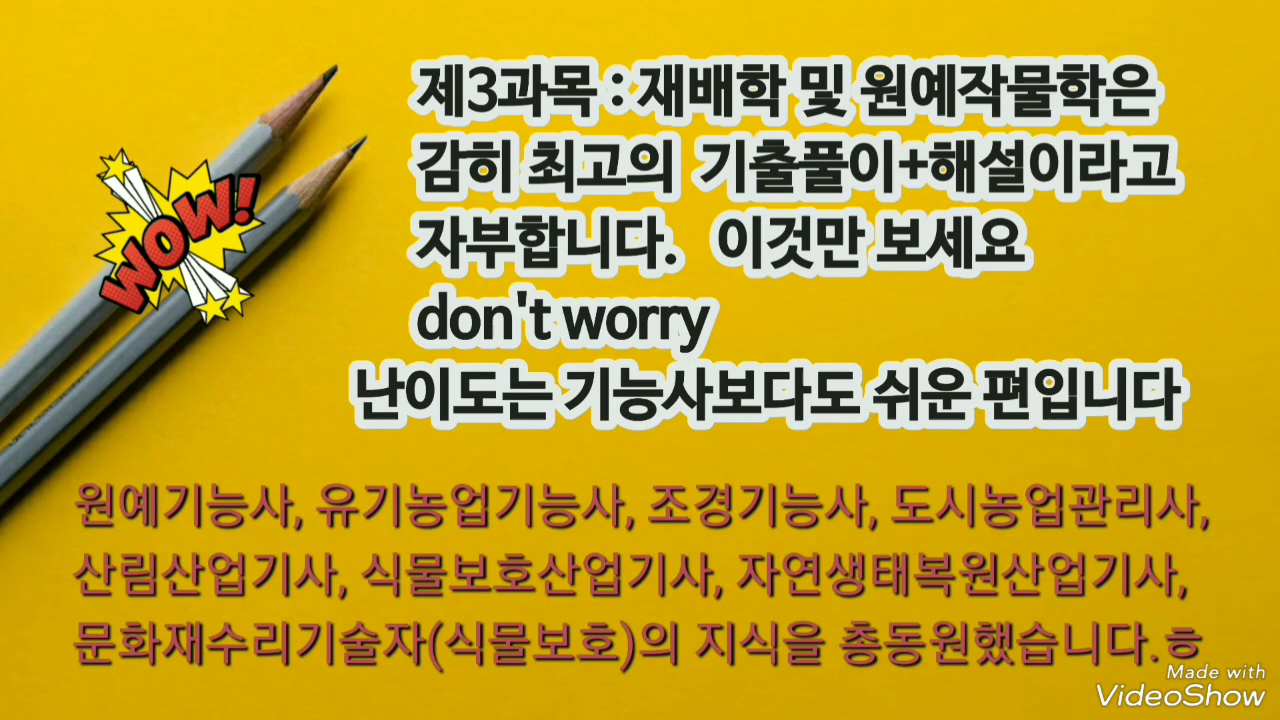 WOW!
제3과목 : 재배학 및 원예작물학은
감히 최고의 기출풀이+해설이라고
자부합니다. 이것만 보세요
don't worry
난이도는 기능사보다도 쉬운 편입니다
원예기능사, 유기농업기능사, 조경기능사, 도시농업관리사,
산림산업기사, 식물보호산업기사, 자연생태복원산업기사,
문화재수리기술자(식물보호)의 지식을 총동원했습니다.ㅎ
Made with
VideoShow